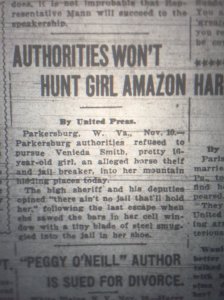 does, it is not improbable that Rep-
resentative Mann will succeed to the
speakership.
AUTHORITIES WON'T
HUNT GIRL AMAZON
HAR
By United Press.
Parkersburg, W. Va., Nov. 10.—
Parkersburg authorities refused to
pursue Venleda Smith, pretty 16-
year-old girl, an alleged horse theif
and jail breaker, into her mountain
hiding places today.
The high sheriff and his deputies
opined "there ain't no jail that'll hold
her," following the last escape when
she sawed the bars in her cell win-
dow with a tiny blade of steel smug-
gled into the jail in her shoe.
"PEGGY O'NEILL" AUTHOR
IS SUED FOR DIVORCE.